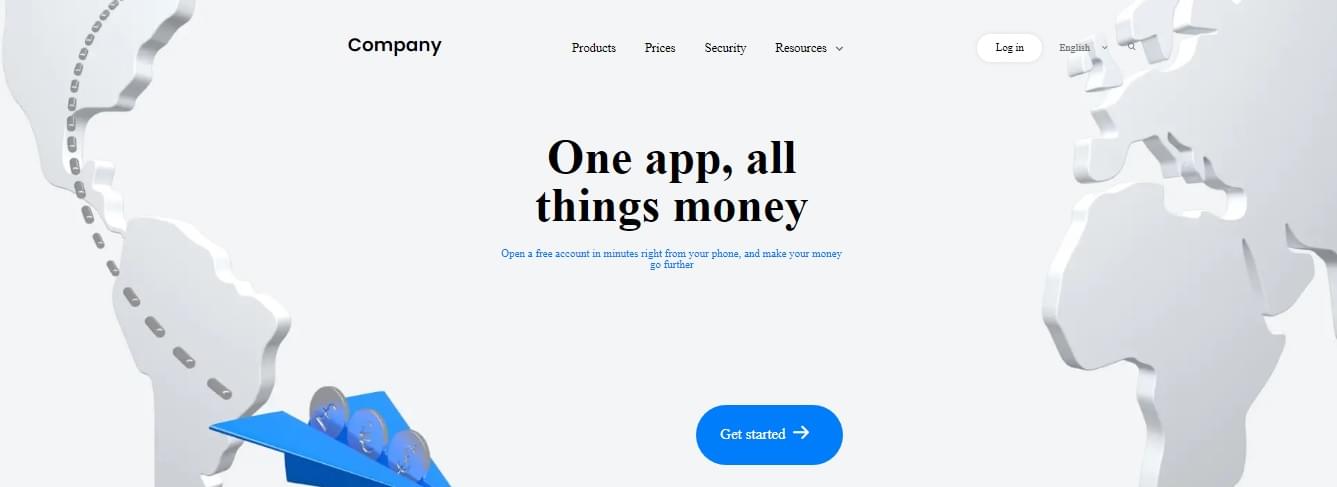 Company
Products
Prices
Security
Resources
Log in
English
One app, all
things money
Open a free account in minutes right from your phone, and make your money
go further
Get started